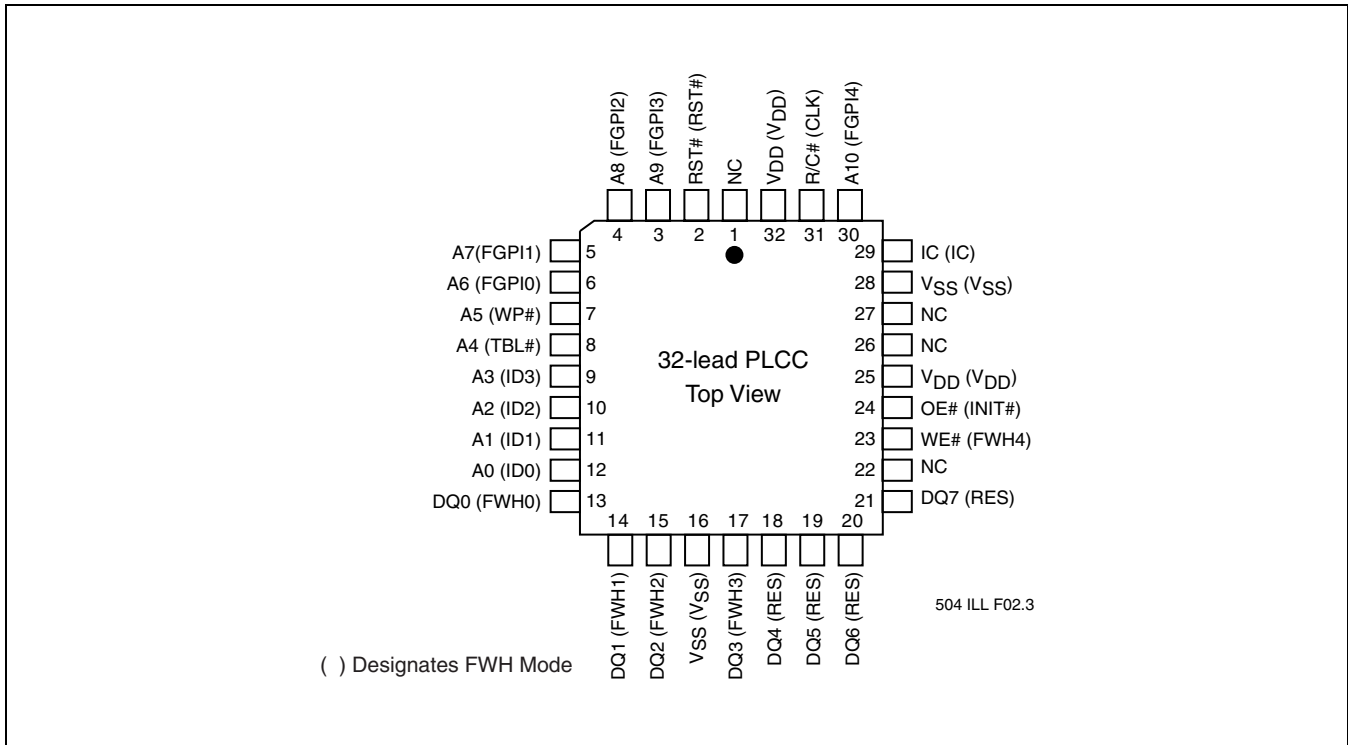 A8 (FGPI2)
A9 (FGPI3)
RST# (RST#)
NC
VDD (VDD)
R/C# (CLK)
A10 (FGPI4)
4 3 2 1 32 31 30
A7(FGPI1) 5
A6 (FGPI0) 6
A5 (WP#) 7
A4 (TBL#) 8
A3 (ID3) 9
A2 (ID2) 10
A1 (ID1) 11
A0 (ID0) 12
DQ0 (FWH0) 13
32-lead PLCC
Top View
29 IC (IC)
28 VSS (VSS)
27 NC
26 NC
25 VDD (VDD)
24 OE# (INIT#)
23 WE# (FWH4)
22 NC
21 DQ7 (RES)
14 15 16 17 18 19 20
DQ1 (FWH1)
DQ2 (FWH2)
VSS (VSS)
DQ3 (FWH3)
DQ4 (RES)
DQ5 (RES)
DQ6 (RES)
504 ILL F02.3
( ) Designates FWH Mode